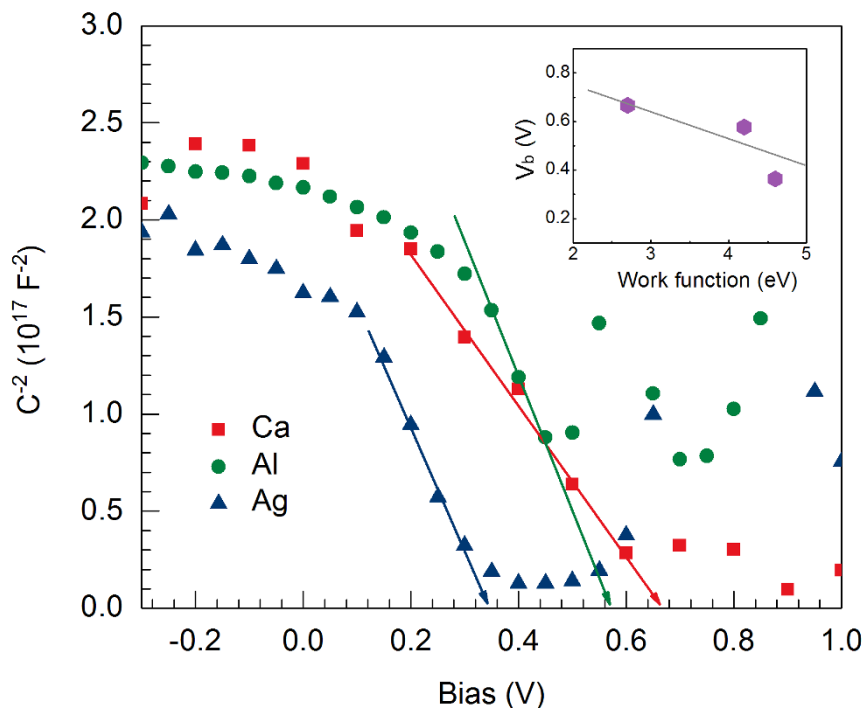 3.0
2.5
2.0
1.5
1.0
0.5
0.0
C⁻² (10¹⁷ F⁻²)
-0.2 0.0 0.2 0.4 0.6 0.8 1.0
Bias (V)
Ca
Al
Ag
0.8
0.6
0.4
0.2
V_b (V)
2 3 4 5
Work function (eV)